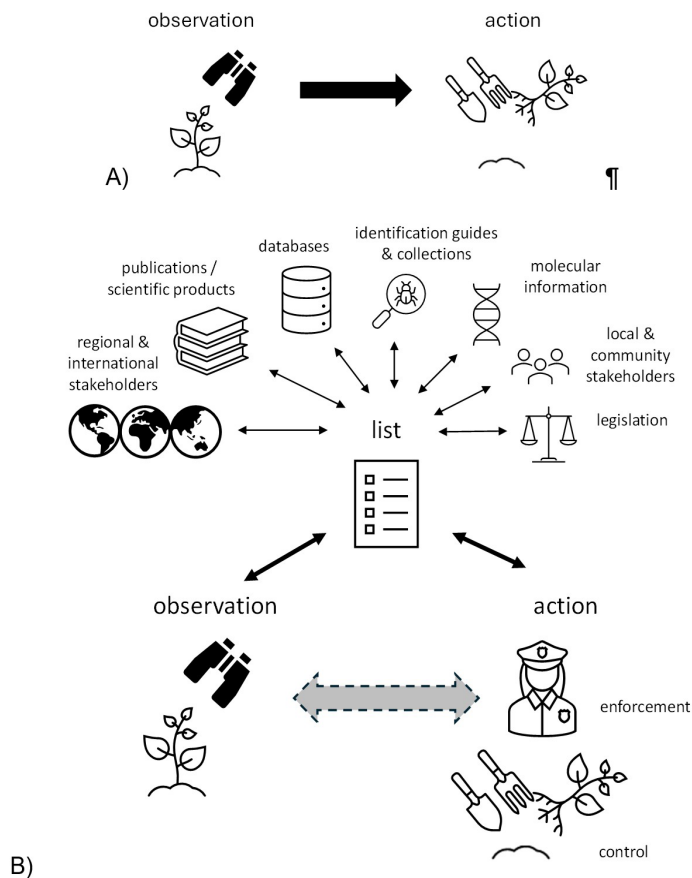 observation
action
A)
¶
identification guides
& collections
databases
molecular
information
publications /
scientific products
local &
community
stakeholders
regional &
international
stakeholders
legislation
list
observation
action
enforcement
control
B)